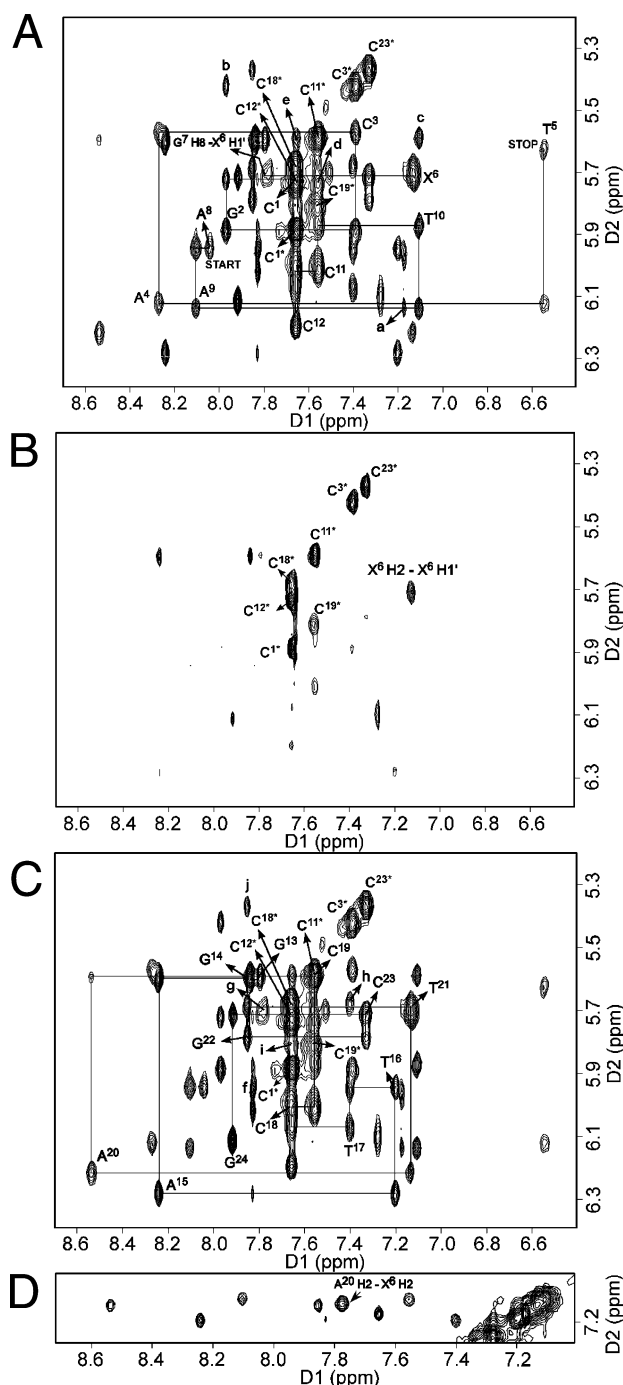 A
b
C²³*
C¹⁸*
C¹¹*
C³*
C¹²*
e
C³
c
T⁵
STOP
G⁷ H8 - X⁶ H1'
d
X⁶
C¹
C¹⁹*
A⁸
G²
T¹⁰
START
C¹*
C¹¹
A⁴
A⁹
a
C¹²
5.3
5.5
5.7
5.9
6.1
6.3
D2 (ppm)
8.6 8.4 8.2 8.0 7.8 7.6 7.4 7.2 7.0 6.8 6.6
D1 (ppm)
B
C³*
C²³*
C¹¹*
C¹⁸*
X⁶ H2 - X⁶ H1'
C¹²*
C¹⁹*
C¹*
5.3
5.5
5.7
5.9
6.1
6.3
D2 (ppm)
8.6 8.4 8.2 8.0 7.8 7.6 7.4 7.2 7.0 6.8 6.6
D1 (ppm)
C
j
C²³*
C¹⁸*
C³*
C¹¹*
C¹²*
C¹⁹
G¹⁴
G¹³
g
h
C²³
T²¹
G²²
i
C¹⁹*
T¹⁶
f
C¹*
C¹⁸
T¹⁷
A²⁰
G²⁴
A¹⁵
5.3
5.5
5.7
5.9
6.1
6.3
D2 (ppm)
8.6 8.4 8.2 8.0 7.8 7.6 7.4 7.2 7.0 6.8 6.6
D1 (ppm)
D
A²⁰ H2 - X⁶ H2
7.2
D2 (ppm)
8.6 8.4 8.2 8.0 7.8 7.6 7.4 7.2
D1 (ppm)